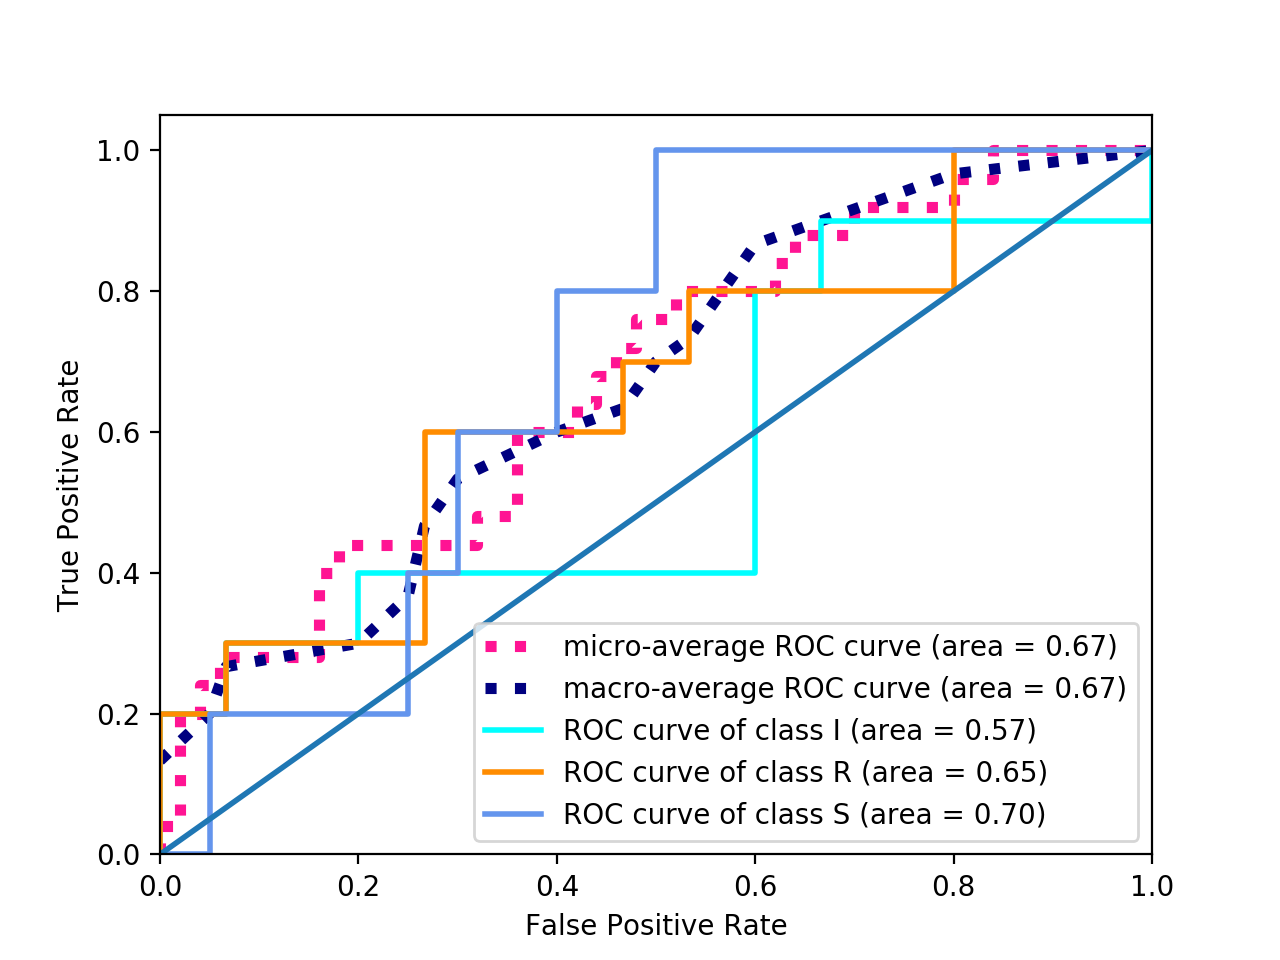 1.0
0.8
0.6
0.4
0.2
0.0
True Positive Rate
micro-average ROC curve (area = 0.67)
macro-average ROC curve (area = 0.67)
ROC curve of class I (area = 0.57)
ROC curve of class R (area = 0.65)
ROC curve of class S (area = 0.70)
0.0 0.2 0.4 0.6 0.8 1.0
False Positive Rate